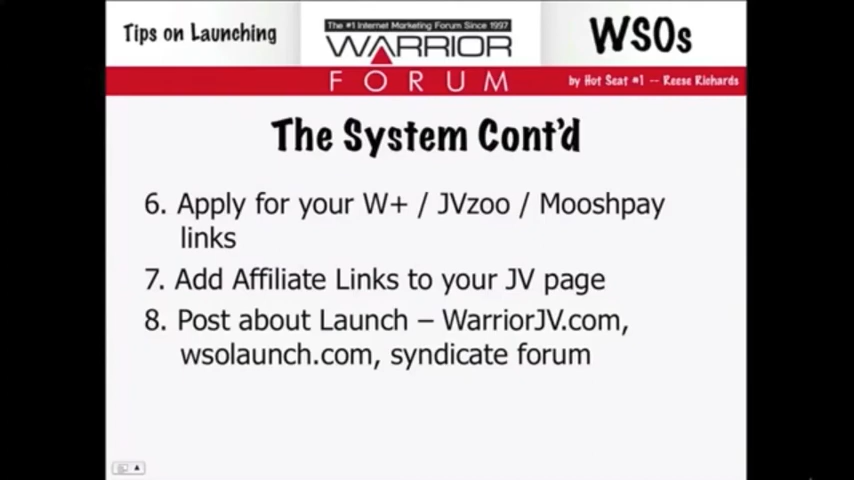 Tips on Launching
The #1 Internet Marketing Forum Since 1997
WARRIOR
FORUM
WSOs
by Hot Seat #1 -- Reese Richards
The System Cont'd
6. Apply for your W+ / JVzoo / Mooshpay
links
7. Add Affiliate Links to your JV page
8. Post about Launch – WarriorJV.com,
wsolaunch.com, syndicate forum